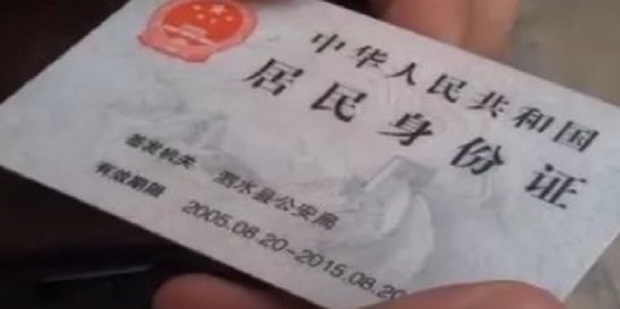 中华人民共和国
居民身份证
签发机关 泗水县公安局
有效期限 2005.08.20-2015.08.20